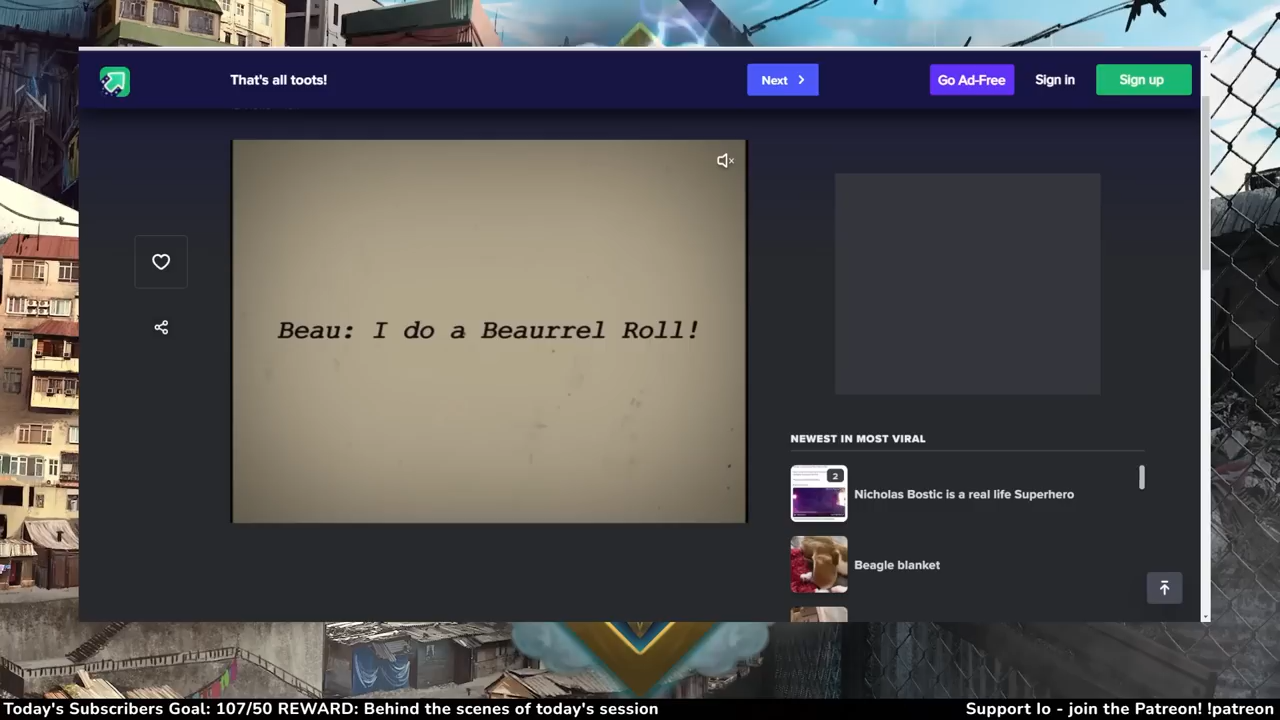 That's all toots!
Next
Go Ad-Free
Sign in
Sign up
Beau: I do a Beaurrel Roll!
NEWEST IN MOST VIRAL
2
Nicholas Bostic is a real life Superhero
Beagle blanket
Today's Subscribers Goal: 107/50 REWARD: Behind the scenes of today's session
Support Io - join the Patreon! !patreon